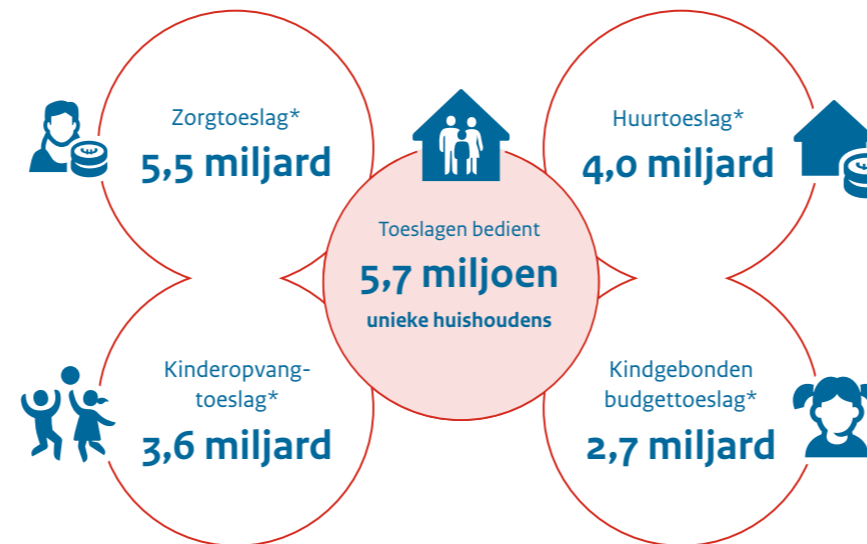 Zorgtoeslag*
5,5 miljard
Huurtoeslag*
4,0 miljard
Toeslagen bedient
5,7 miljoen
unieke huishoudens
Kinderopvang-
toeslag*
3,6 miljard
Kindgebonden
budgettoeslag*
2,7 miljard